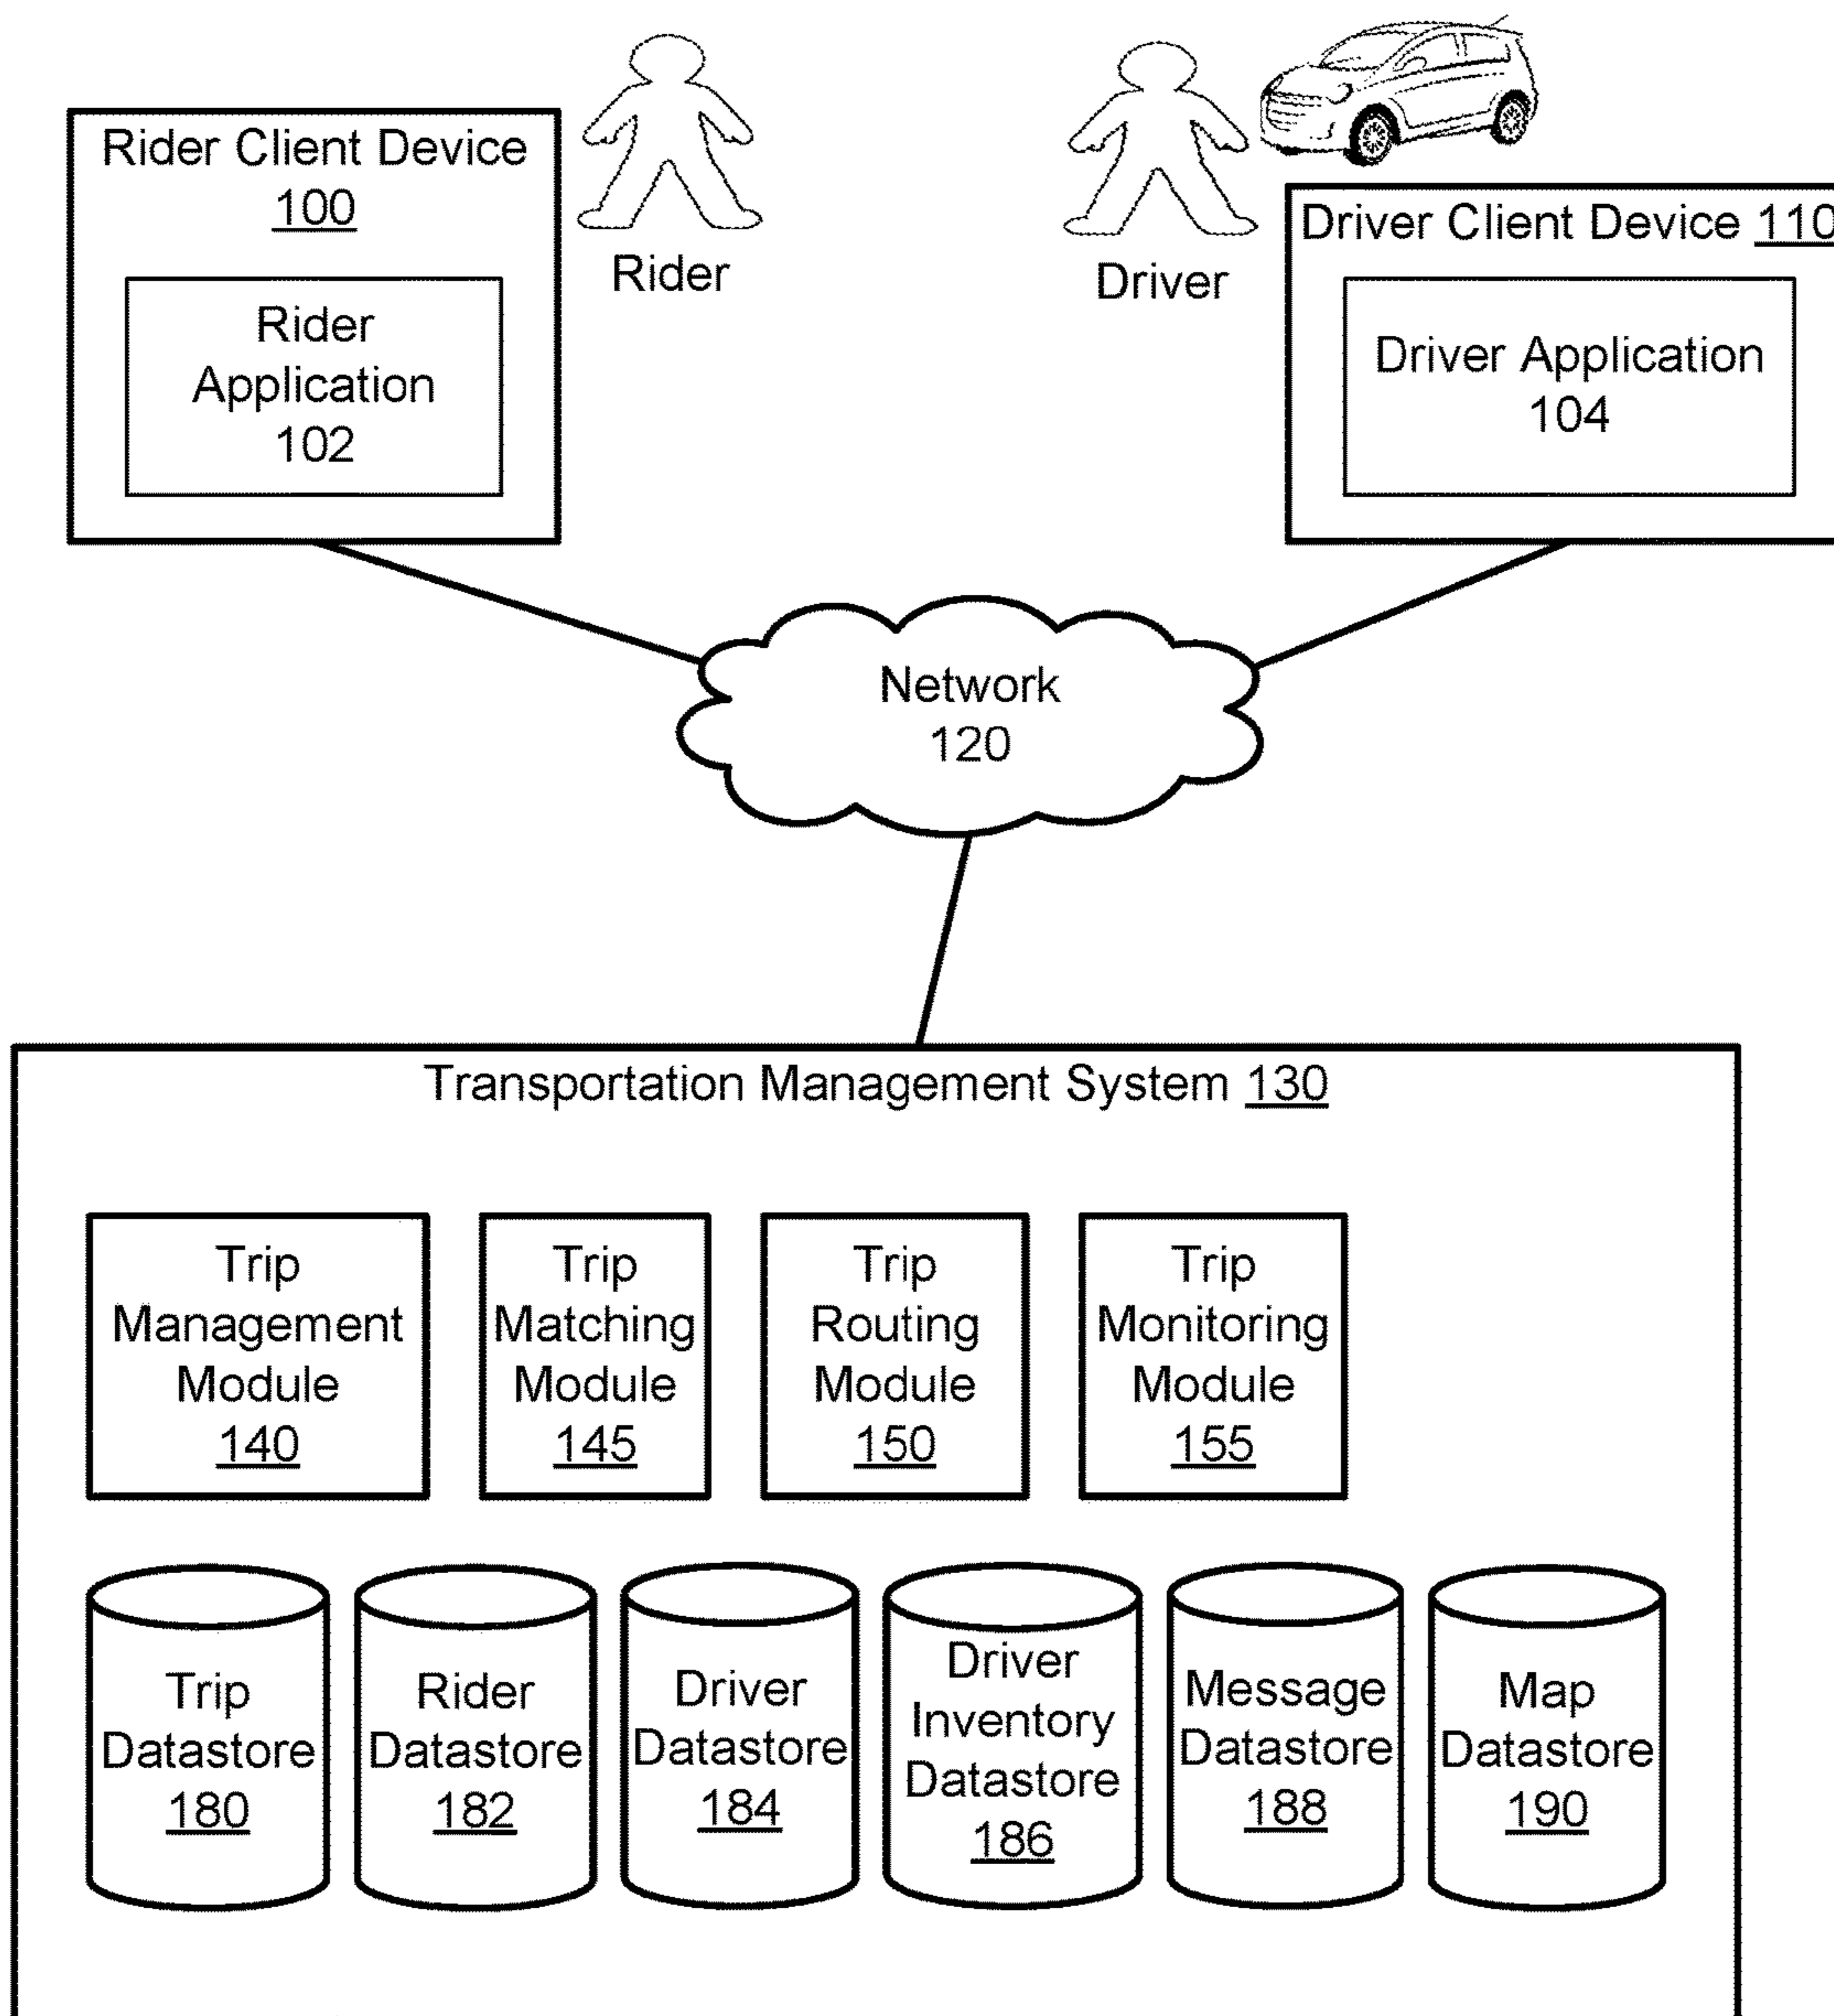 Rider Client Device
100
Rider
Application
102
Rider
Driver
Driver Client Device 110
Driver Application
104
Network
120
Transportation Management System 130
Trip
Management
Module
140
Trip
Matching
Module
145
Trip
Routing
Module
150
Trip
Monitoring
Module
155
Trip
Datastore
180
Rider
Datastore
182
Driver
Datastore
184
Driver
Inventory
Datastore
186
Message
Datastore
188
Map
Datastore
190